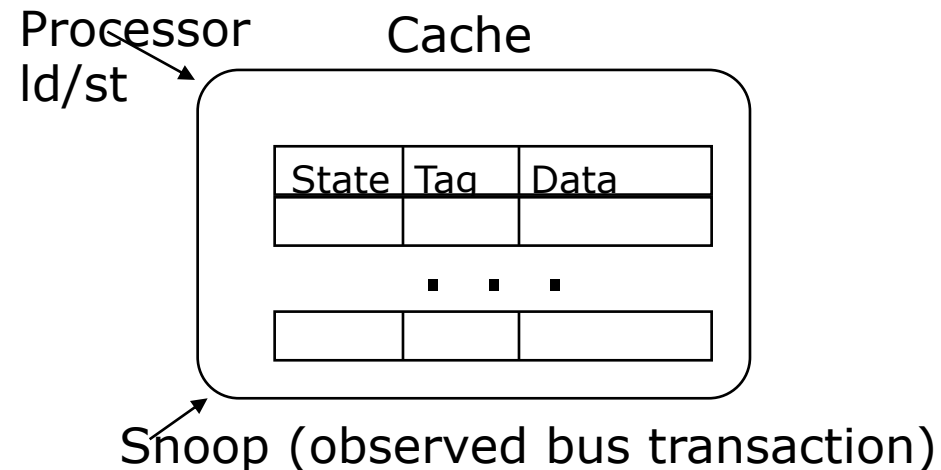 Processor
ld/st
Cache
State Tag Data
. . .
Snoop (observed bus transaction)